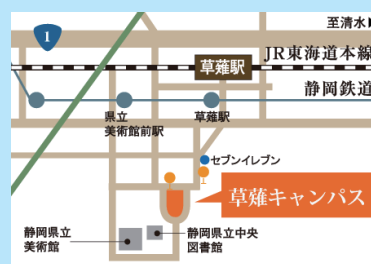 至清水
1
草薙駅
JR東海道本線
静岡鉄道
県立
美術館前駅
草薙駅
セブンイレブン
草薙キャンパス
静岡県立
美術館
静岡県立中央
図書館